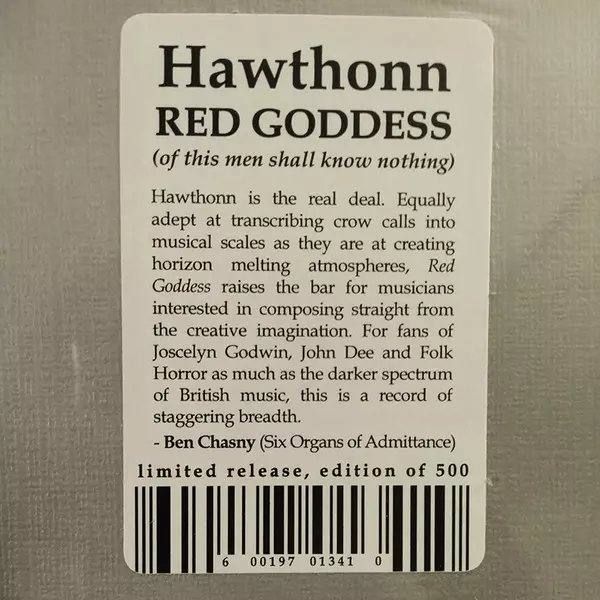 Hawthonn
RED GODDESS
(of this men shall know nothing)
Hawthonn is the real deal. Equally
adept at transcribing crow calls into
musical scales as they are at creating
horizon melting atmospheres, Red
Goddess raises the bar for musicians
interested in composing straight from
the creative imagination. For fans of
Joscelyn Godwin, John Dee and Folk
Horror as much as the darker spectrum
of British music, this is a record of
staggering breadth.
- Ben Chasny (Six Organs of Admittance)
limited release, edition of 500
6 00197 01341 0